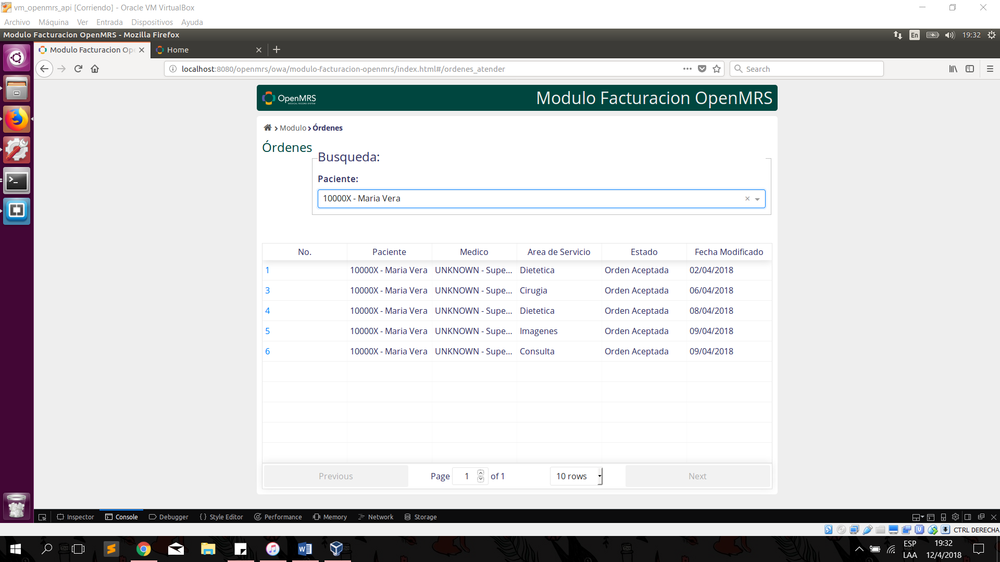 vm_openmrs_api [Corriendo] - Oracle VM VirtualBox
Archivo Máquina Ver Entrada Dispositivos Ayuda
Modulo Facturacion OpenMRS - Mozilla Firefox
En 19:32
Modulo Facturacion Ope
Home
localhost:8080/openmrs/owa/modulo-facturacion-openmrs/index.html#/ordenes_atender
Search
OpenMRS
MEDICAL RECORD SYSTEM
Modulo Facturacion OpenMRS
Modulo Órdenes
Órdenes
Busqueda:
Paciente:
10000X - Maria Vera
No. Paciente Medico Area de Servicio Estado Fecha Modificado
1 10000X - Maria Vera UNKNOWN - Supe... Dietetica Orden Aceptada 02/04/2018
3 10000X - Maria Vera UNKNOWN - Supe... Cirugia Orden Aceptada 06/04/2018
4 10000X - Maria Vera UNKNOWN - Supe... Dietetica Orden Aceptada 08/04/2018
5 10000X - Maria Vera UNKNOWN - Supe... Imagenes Orden Aceptada 09/04/2018
6 10000X - Maria Vera UNKNOWN - Supe... Consulta Orden Aceptada 09/04/2018
Previous Page 1 of 1 10 rows Next
Inspector Console Debugger { } Style Editor Performance Memory Network Storage
CTRL DERECHA
ESP 19:32
LAA 12/4/2018